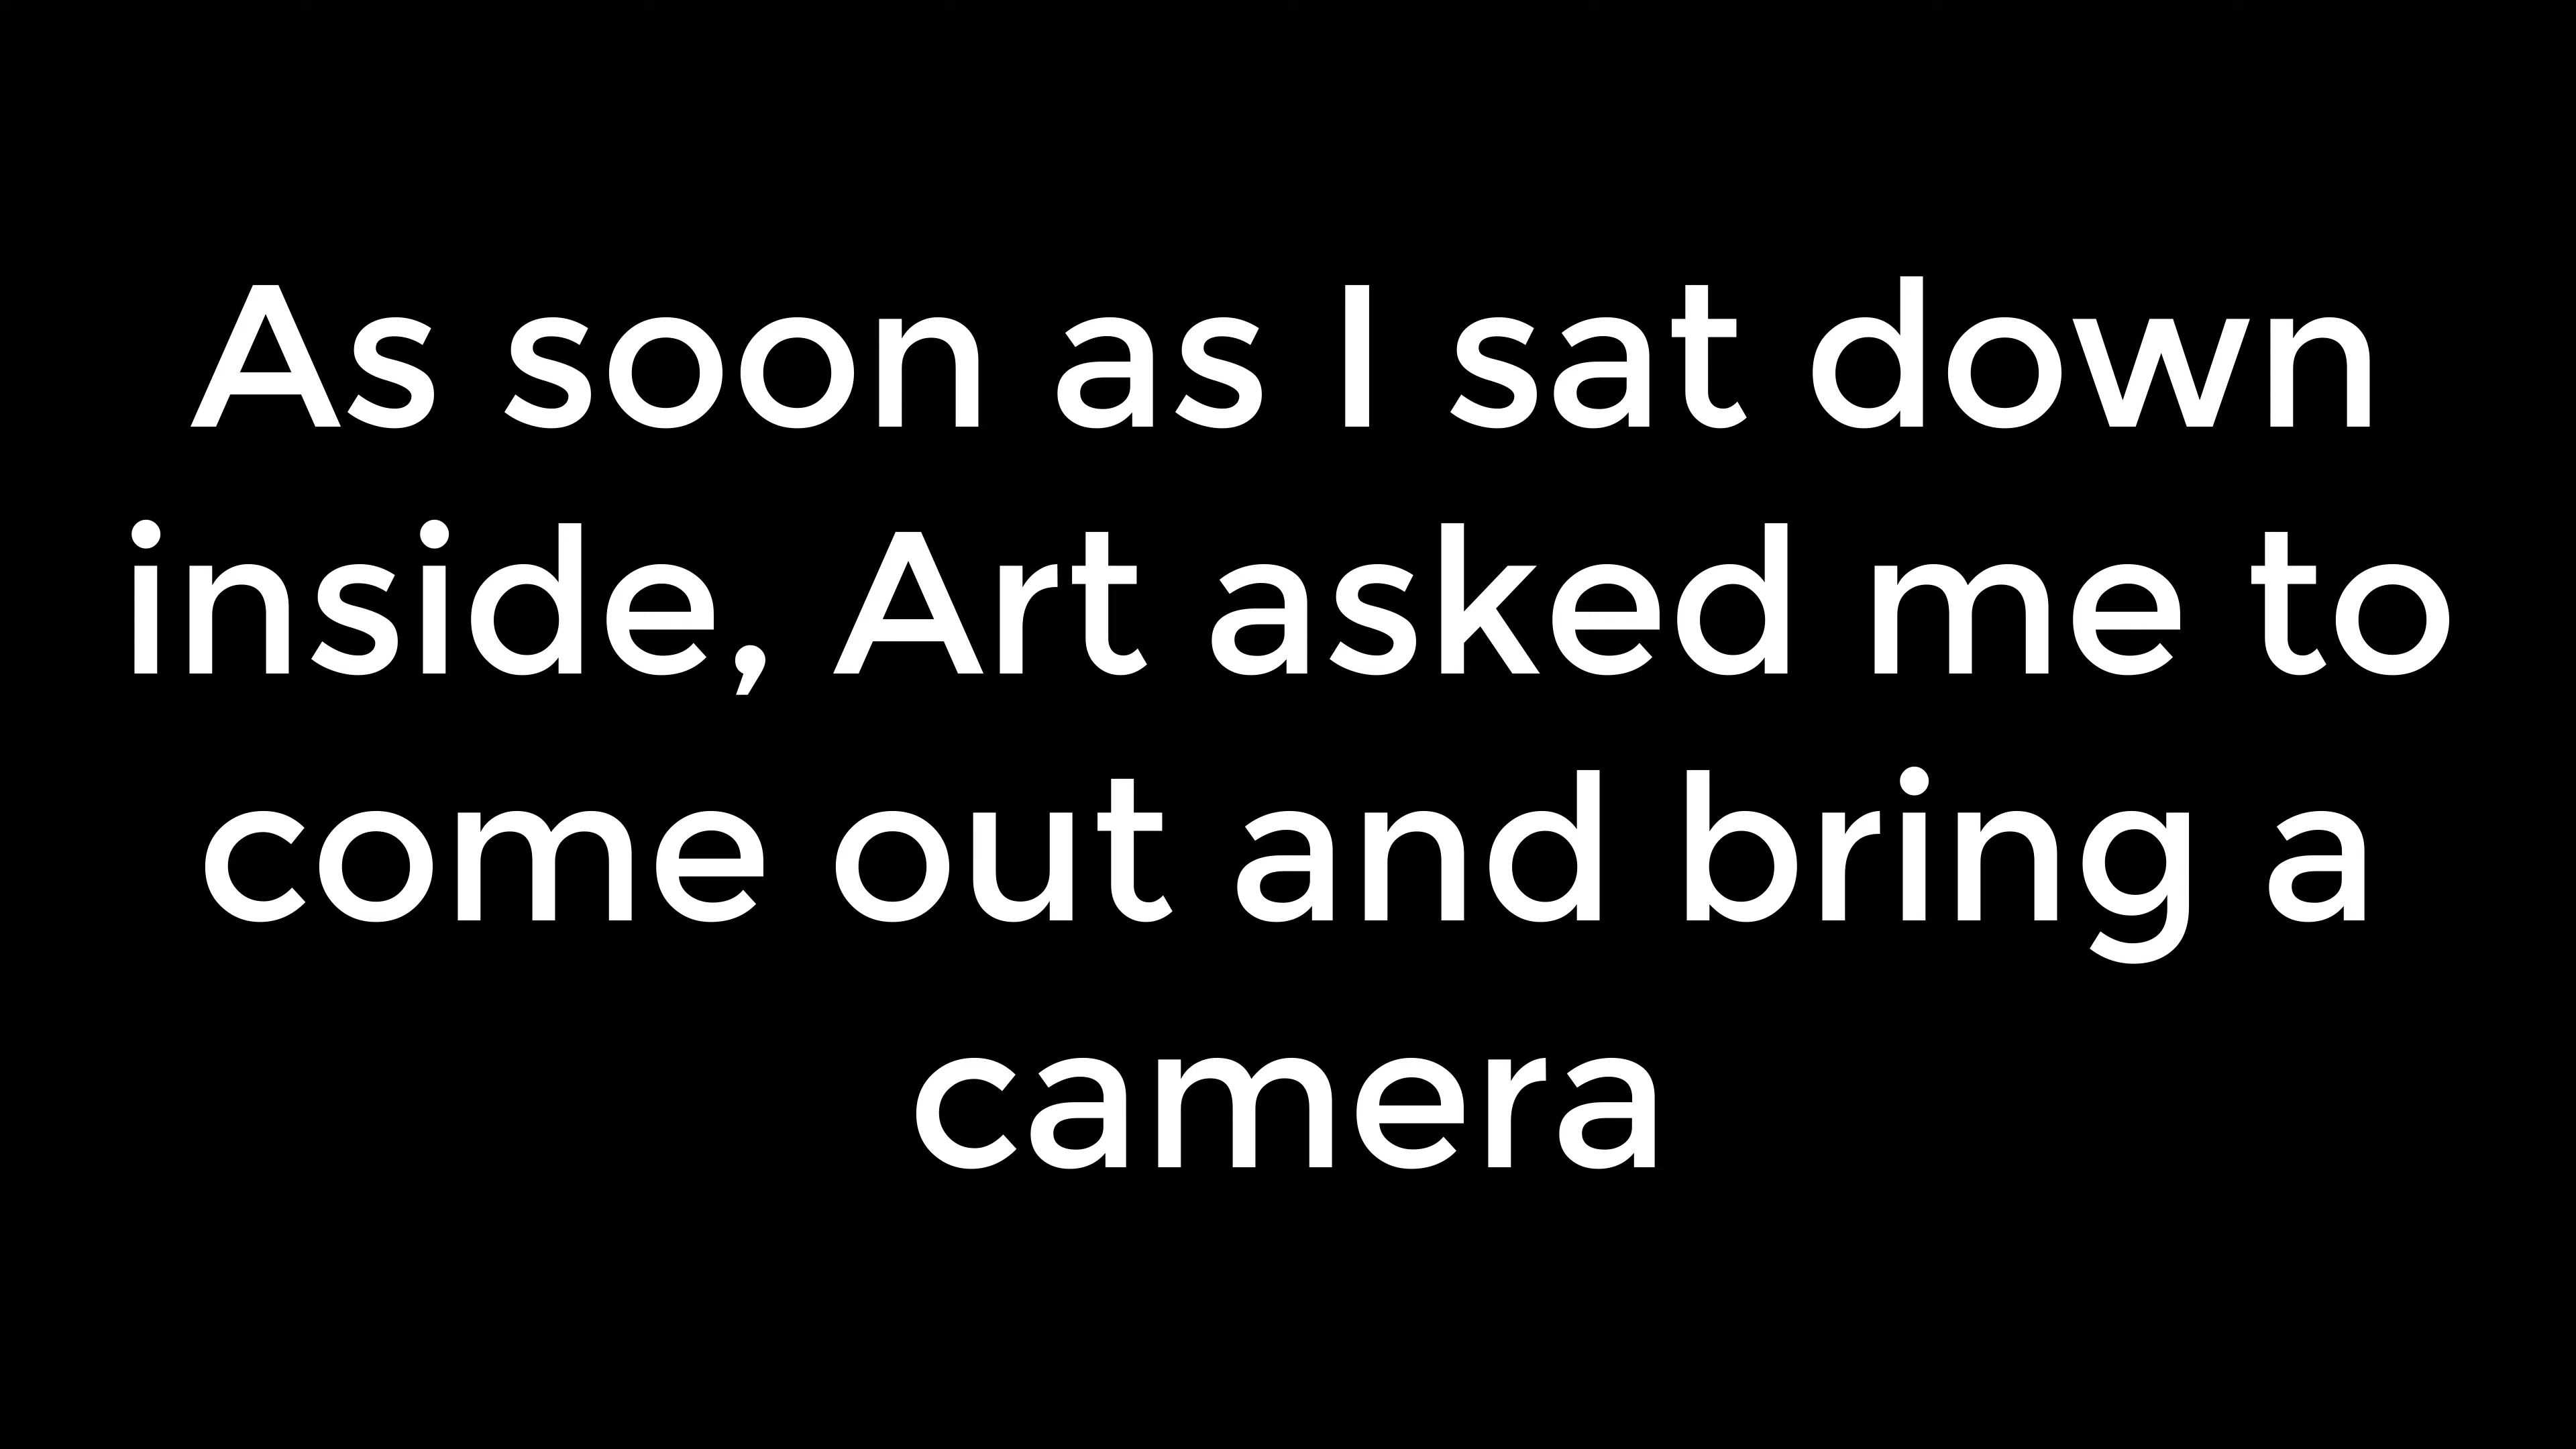 As soon as I sat down
inside, Art asked me to
come out and bring a
camera